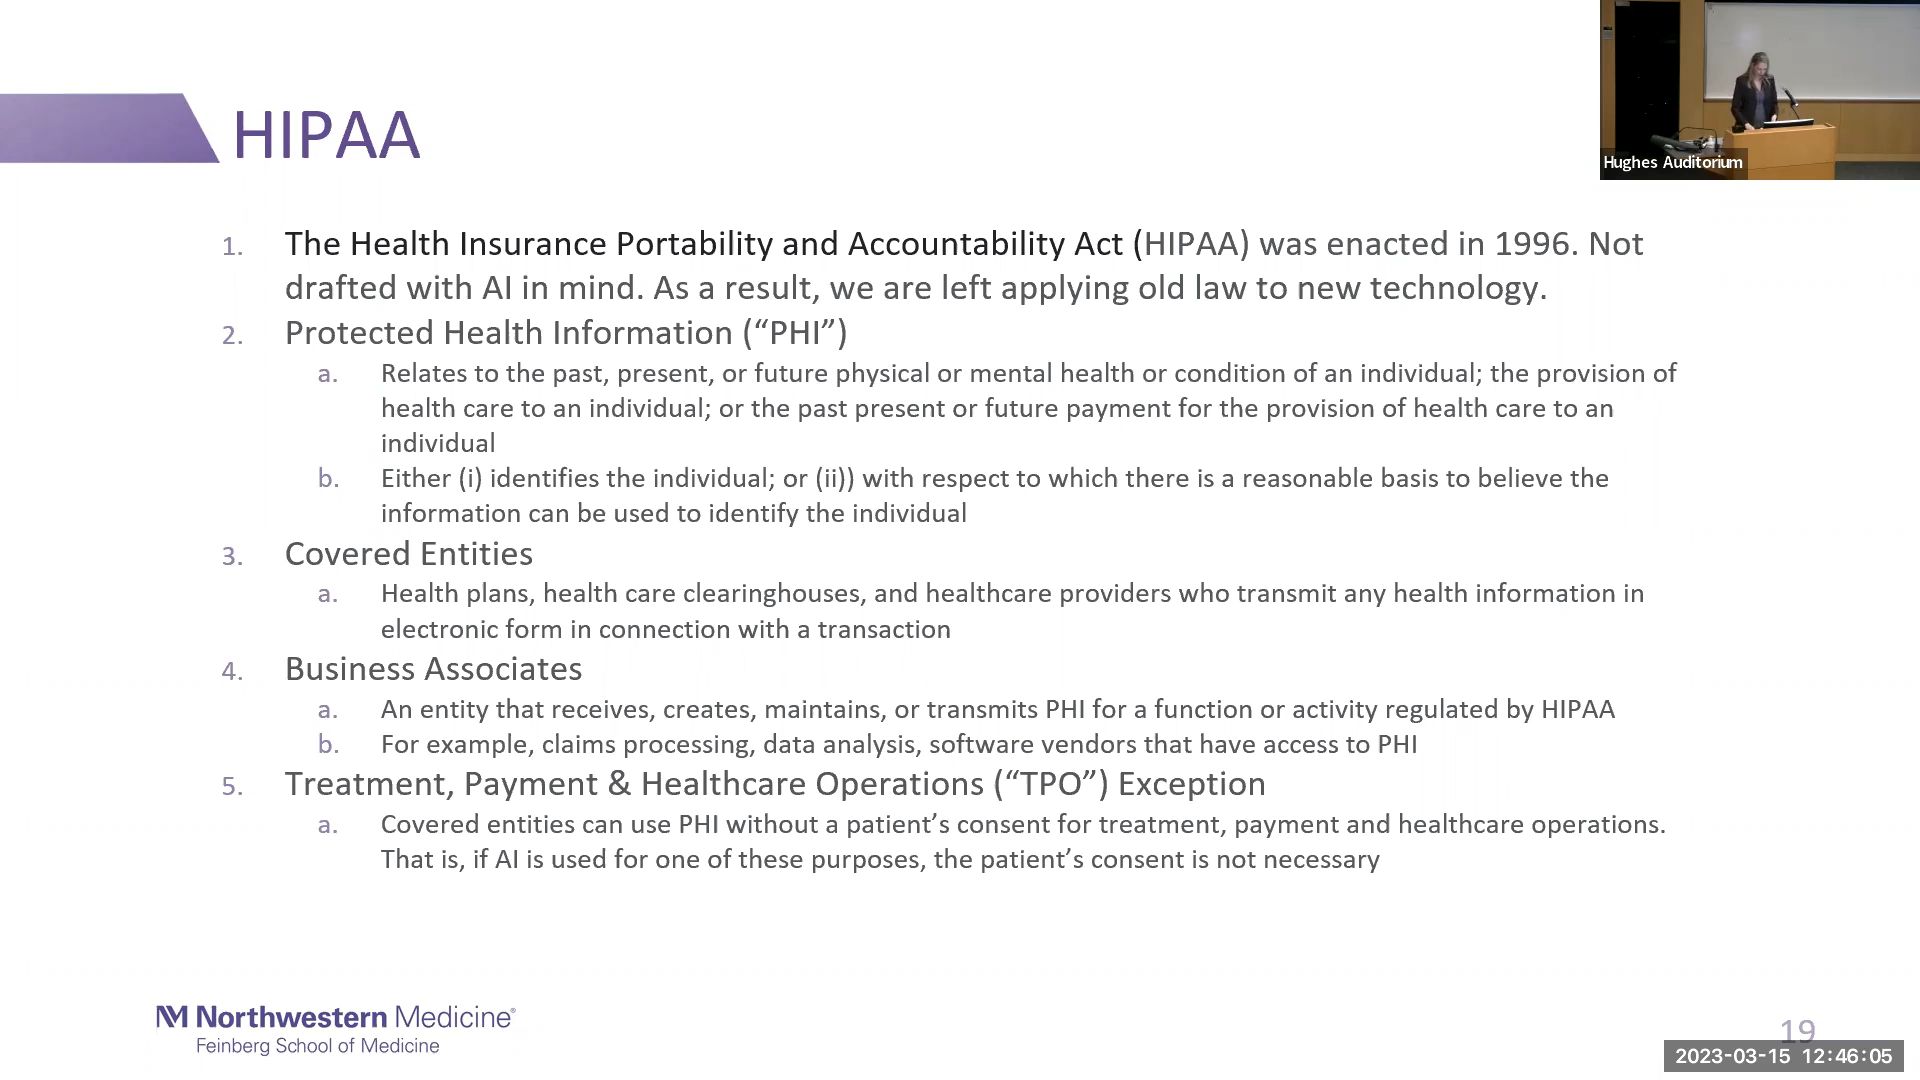 HIPAA
Hughes Auditorium
1. The Health Insurance Portability and Accountability Act (HIPAA) was enacted in 1996. Not
drafted with AI in mind. As a result, we are left applying old law to new technology.
2. Protected Health Information (“PHI”)
a. Relates to the past, present, or future physical or mental health or condition of an individual; the provision of
health care to an individual; or the past present or future payment for the provision of health care to an
individual
b. Either (i) identifies the individual; or (ii)) with respect to which there is a reasonable basis to believe the
information can be used to identify the individual
3. Covered Entities
a. Health plans, health care clearinghouses, and healthcare providers who transmit any health information in
electronic form in connection with a transaction
4. Business Associates
a. An entity that receives, creates, maintains, or transmits PHI for a function or activity regulated by HIPAA
b. For example, claims processing, data analysis, software vendors that have access to PHI
5. Treatment, Payment & Healthcare Operations (“TPO”) Exception
a. Covered entities can use PHI without a patient’s consent for treatment, payment and healthcare operations.
That is, if AI is used for one of these purposes, the patient’s consent is not necessary
NM Northwestern Medicine®
Feinberg School of Medicine
19
2023-03-15 12:46:05